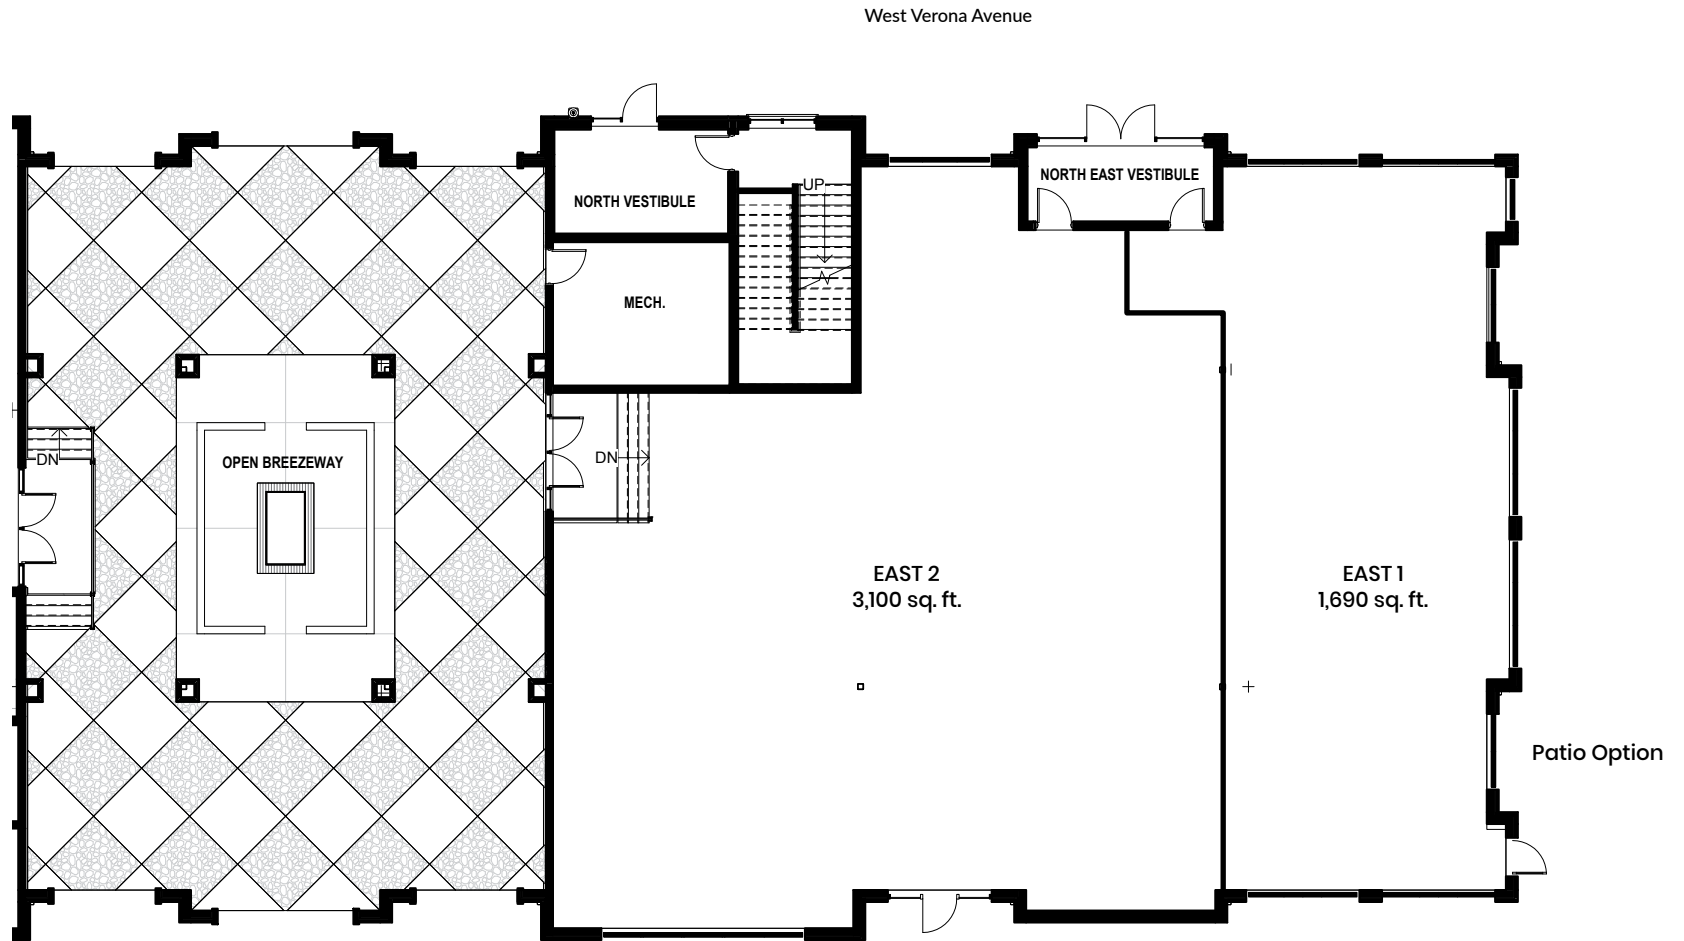 West Verona Avenue
NORTH EAST VESTIBULE
UP
NORTH VESTIBULE
MECH.
DN
DN
OPEN BREEZEWAY
EAST 2
3,100 sq. ft.
EAST 1
1,690 sq. ft.
Patio Option